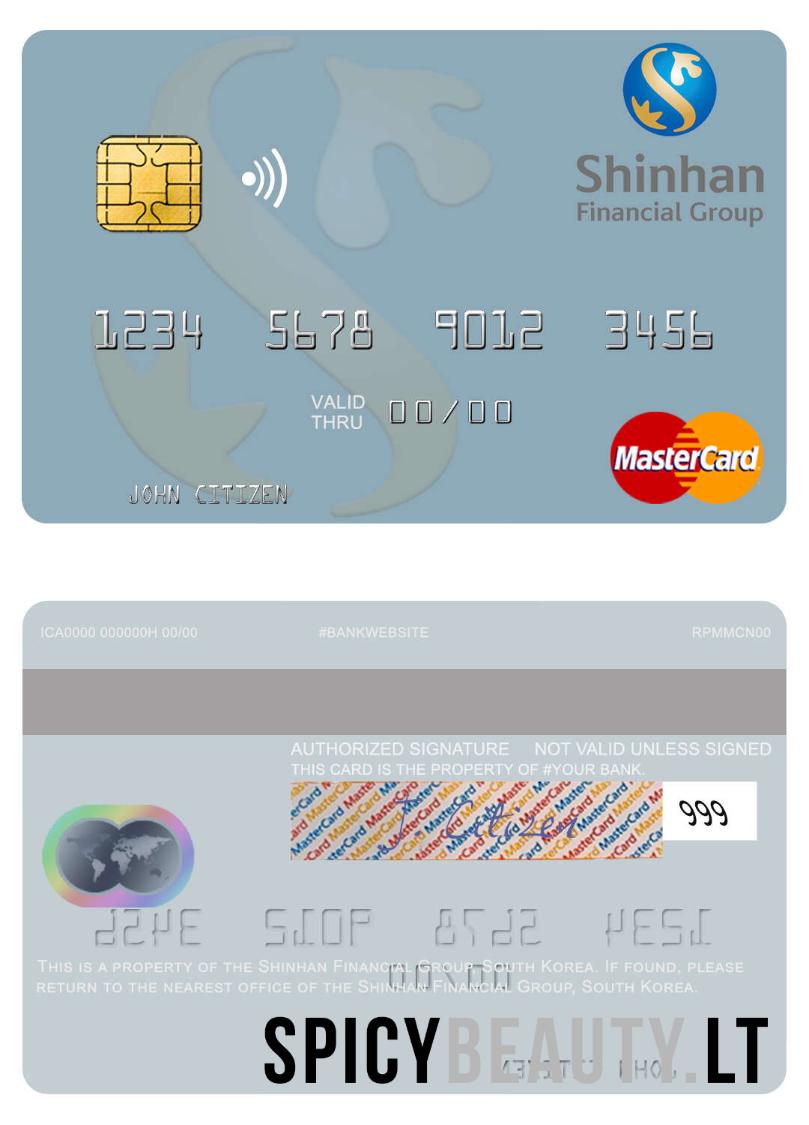 Shinhan
Financial Group
1234 5678 9012 3456
VALID
THRU 00/00
MasterCard
JOHN CITIZEN
ICA0000 000000H 00/00 #BANKWEBSITE RPMMCN00
AUTHORIZED SIGNATURE NOT VALID UNLESS SIGNED
THIS CARD IS THE PROPERTY OF #YOUR BANK.
J. Citizen 999
THIS IS A PROPERTY OF THE SHINHAN FINANCIAL GROUP, SOUTH KOREA. IF FOUND, PLEASE
RETURN TO THE NEAREST OFFICE OF THE SHINHAN FINANCIAL GROUP, SOUTH KOREA.
SPICYBEAUTY.LT